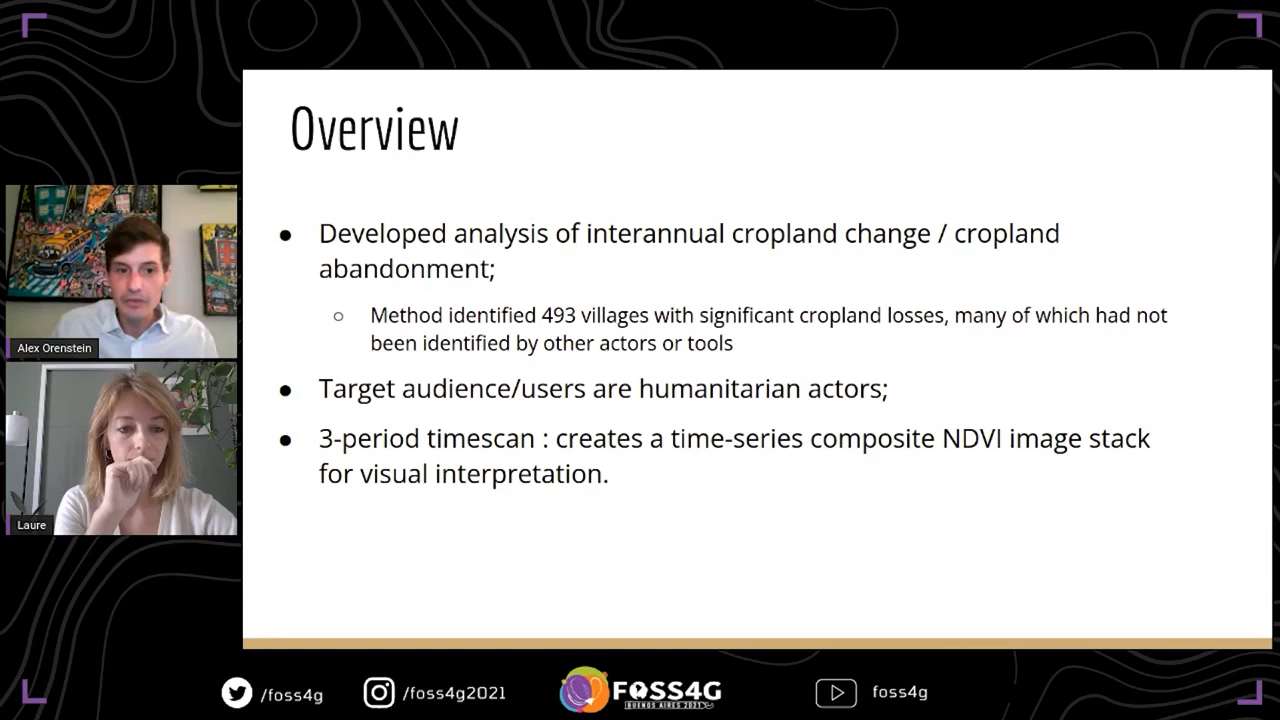 Overview
● Developed analysis of interannual cropland change / cropland
abandonment;
○ Method identified 493 villages with significant cropland losses, many of which had not
been identified by other actors or tools
● Target audience/users are humanitarian actors;
● 3-period timescan : creates a time-series composite NDVI image stack
for visual interpretation.
Alex Orenstein
Laure
/foss4g
/foss4g2021
FOSS4G
BUENOS AIRES 2021
foss4g